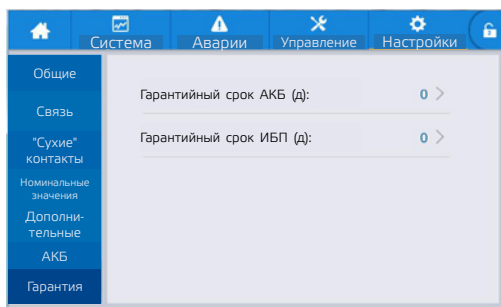 Система Аварии Управление Настройки
Общие
Связь
"Сухие"
контакты
Номинальные
значения
Дополни-
тельные
АКБ
Гарантия
Гарантийный срок АКБ (д): 0 >
Гарантийный срок ИБП (д): 0 >